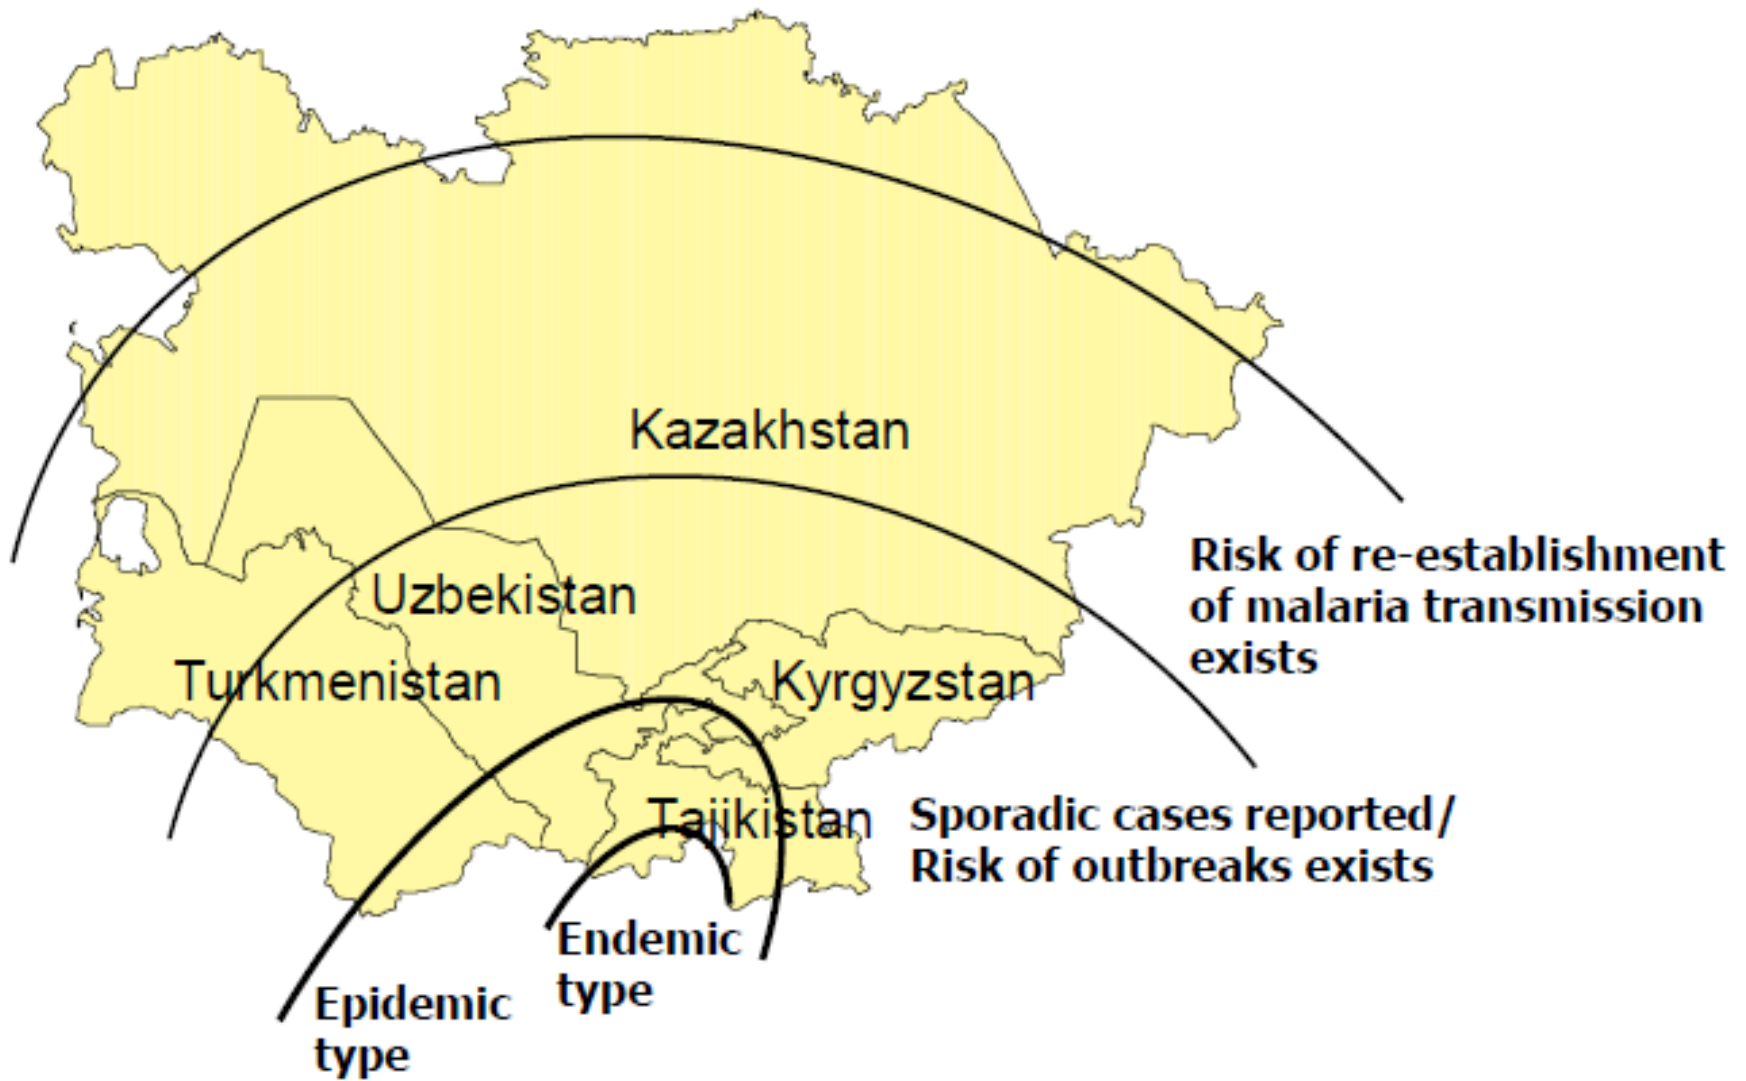 Kazakhstan
Uzbekistan
Turkmenistan
Kyrgyzstan
Tajikistan
Risk of re-establishment
of malaria transmission
exists
Sporadic cases reported/
Risk of outbreaks exists
Endemic
type
Epidemic
type